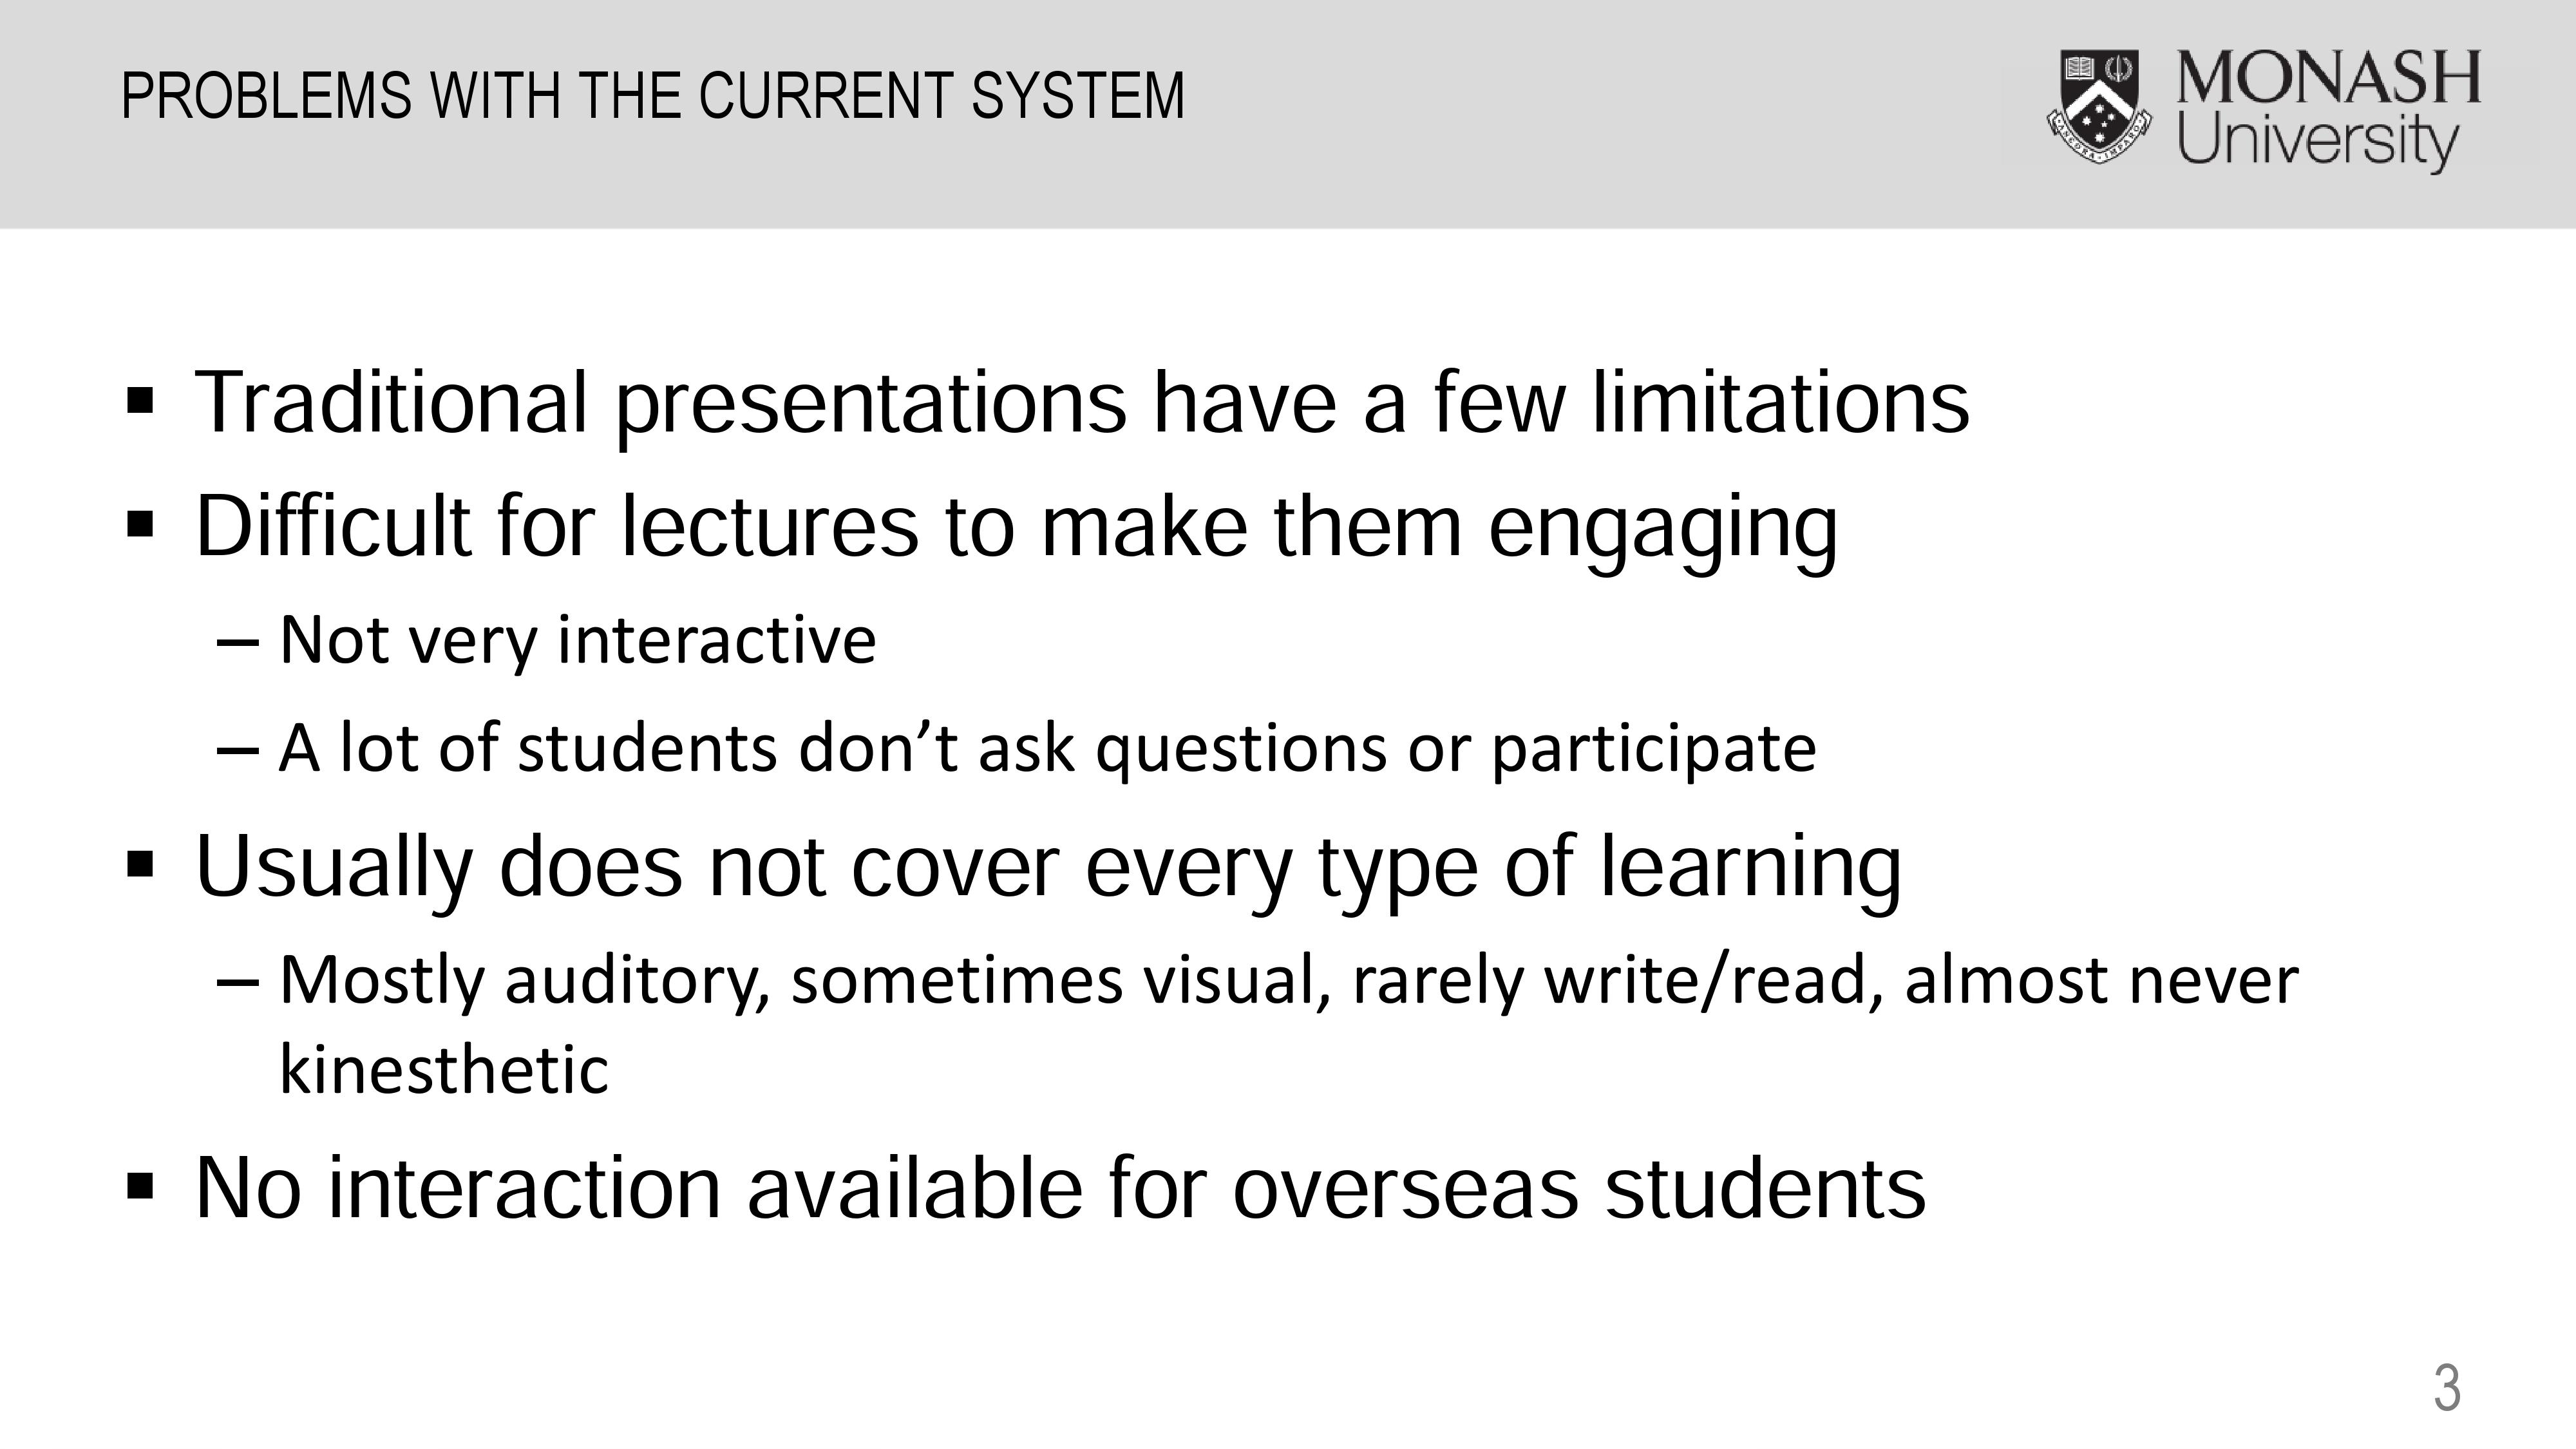 PROBLEMS WITH THE CURRENT SYSTEM
MONASH
University
ANCORA IMPARO
▪ Traditional presentations have a few limitations
▪ Difficult for lectures to make them engaging
– Not very interactive
– A lot of students don’t ask questions or participate
▪ Usually does not cover every type of learning
– Mostly auditory, sometimes visual, rarely write/read, almost never
kinesthetic
▪ No interaction available for overseas students
3